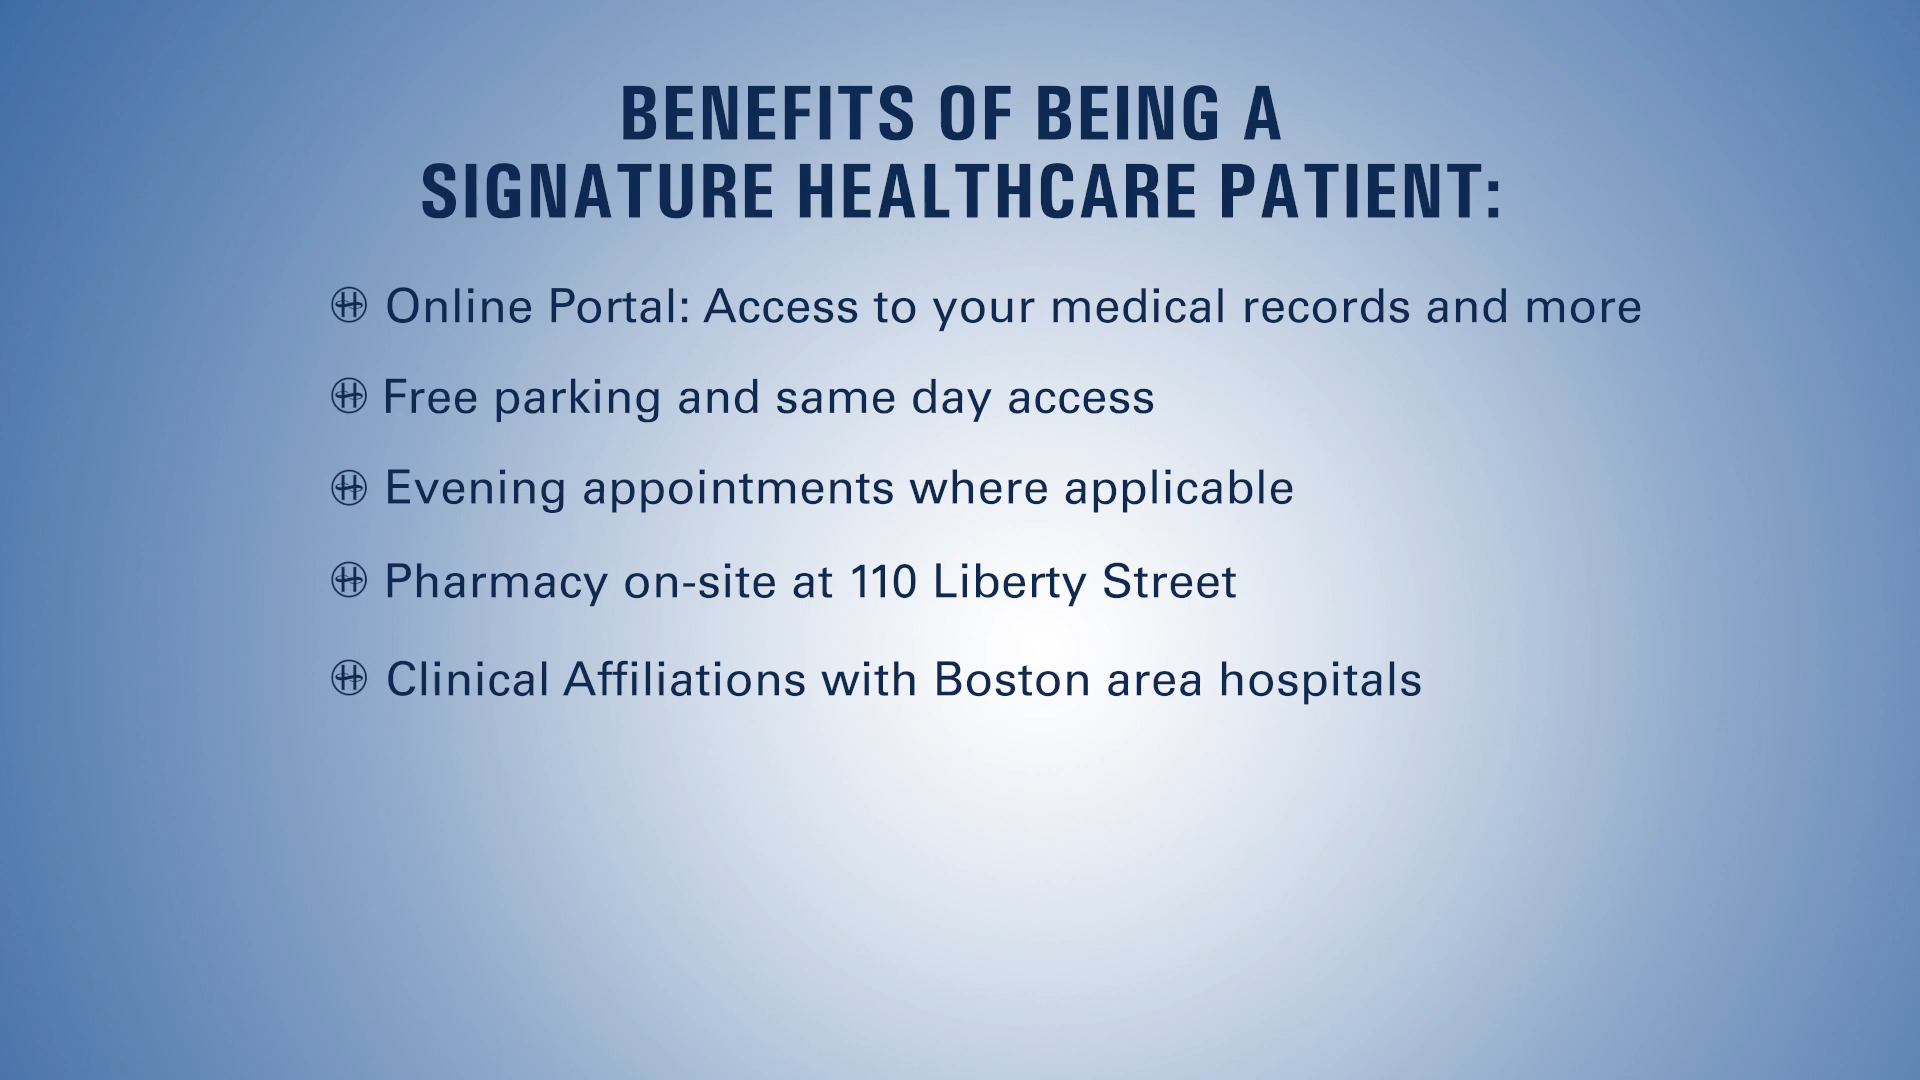 BENEFITS OF BEING A
SIGNATURE HEALTHCARE PATIENT:
Online Portal: Access to your medical records and more
Free parking and same day access
Evening appointments where applicable
Pharmacy on-site at 110 Liberty Street
Clinical Affiliations with Boston area hospitals